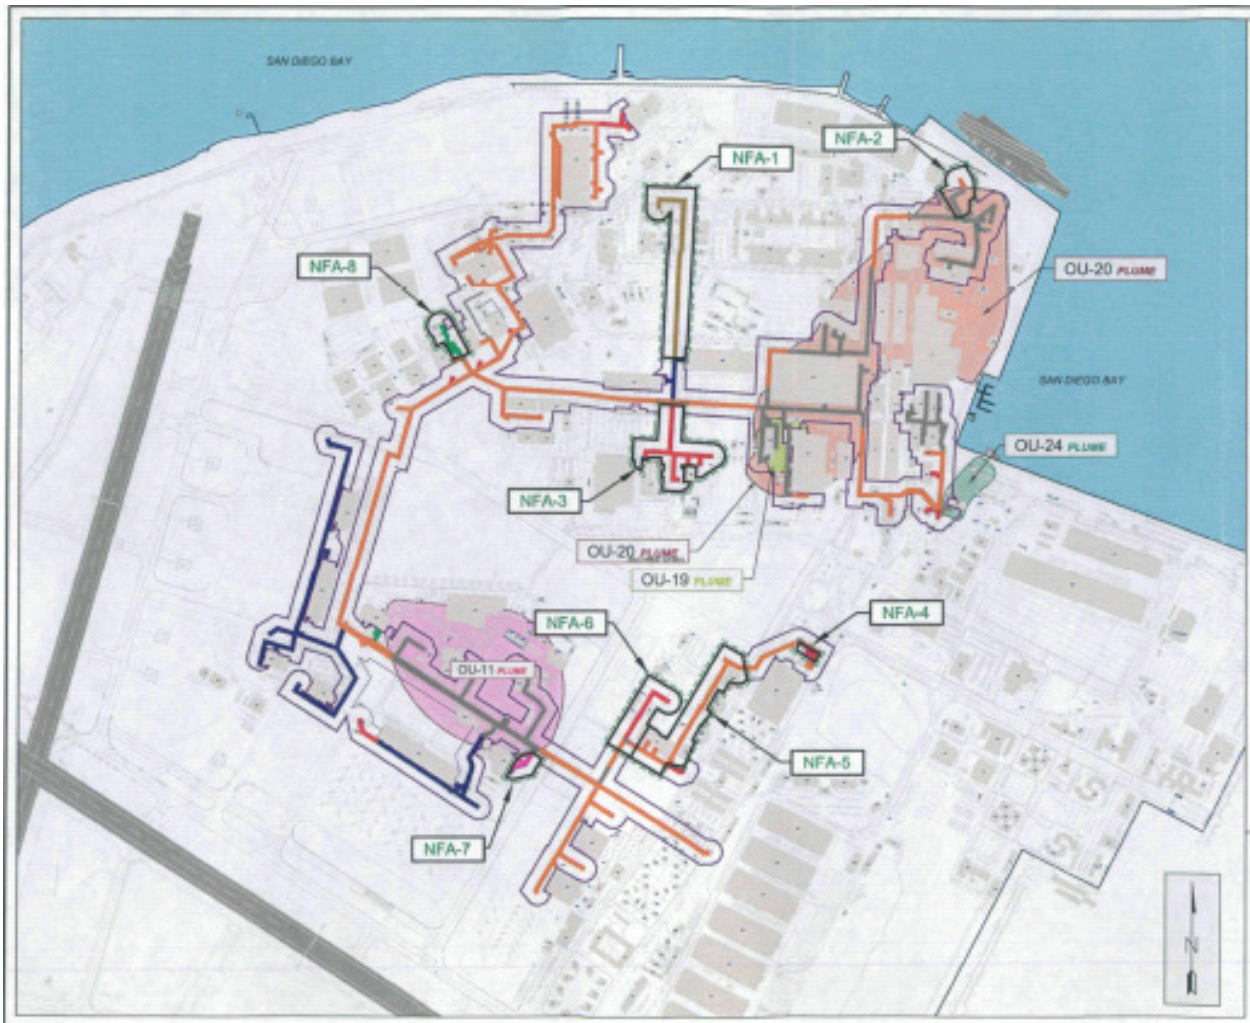 SAN DIEGO BAY
NFA-1
NFA-2
NFA-8
OU-20 PLUME
SAN DIEGO BAY
OU-24 PLUME
NFA-3
OU-20 PLUME
OU-19 PLUME
NFA-6
NFA-4
OU-11 PLUME
NFA-5
NFA-7
N